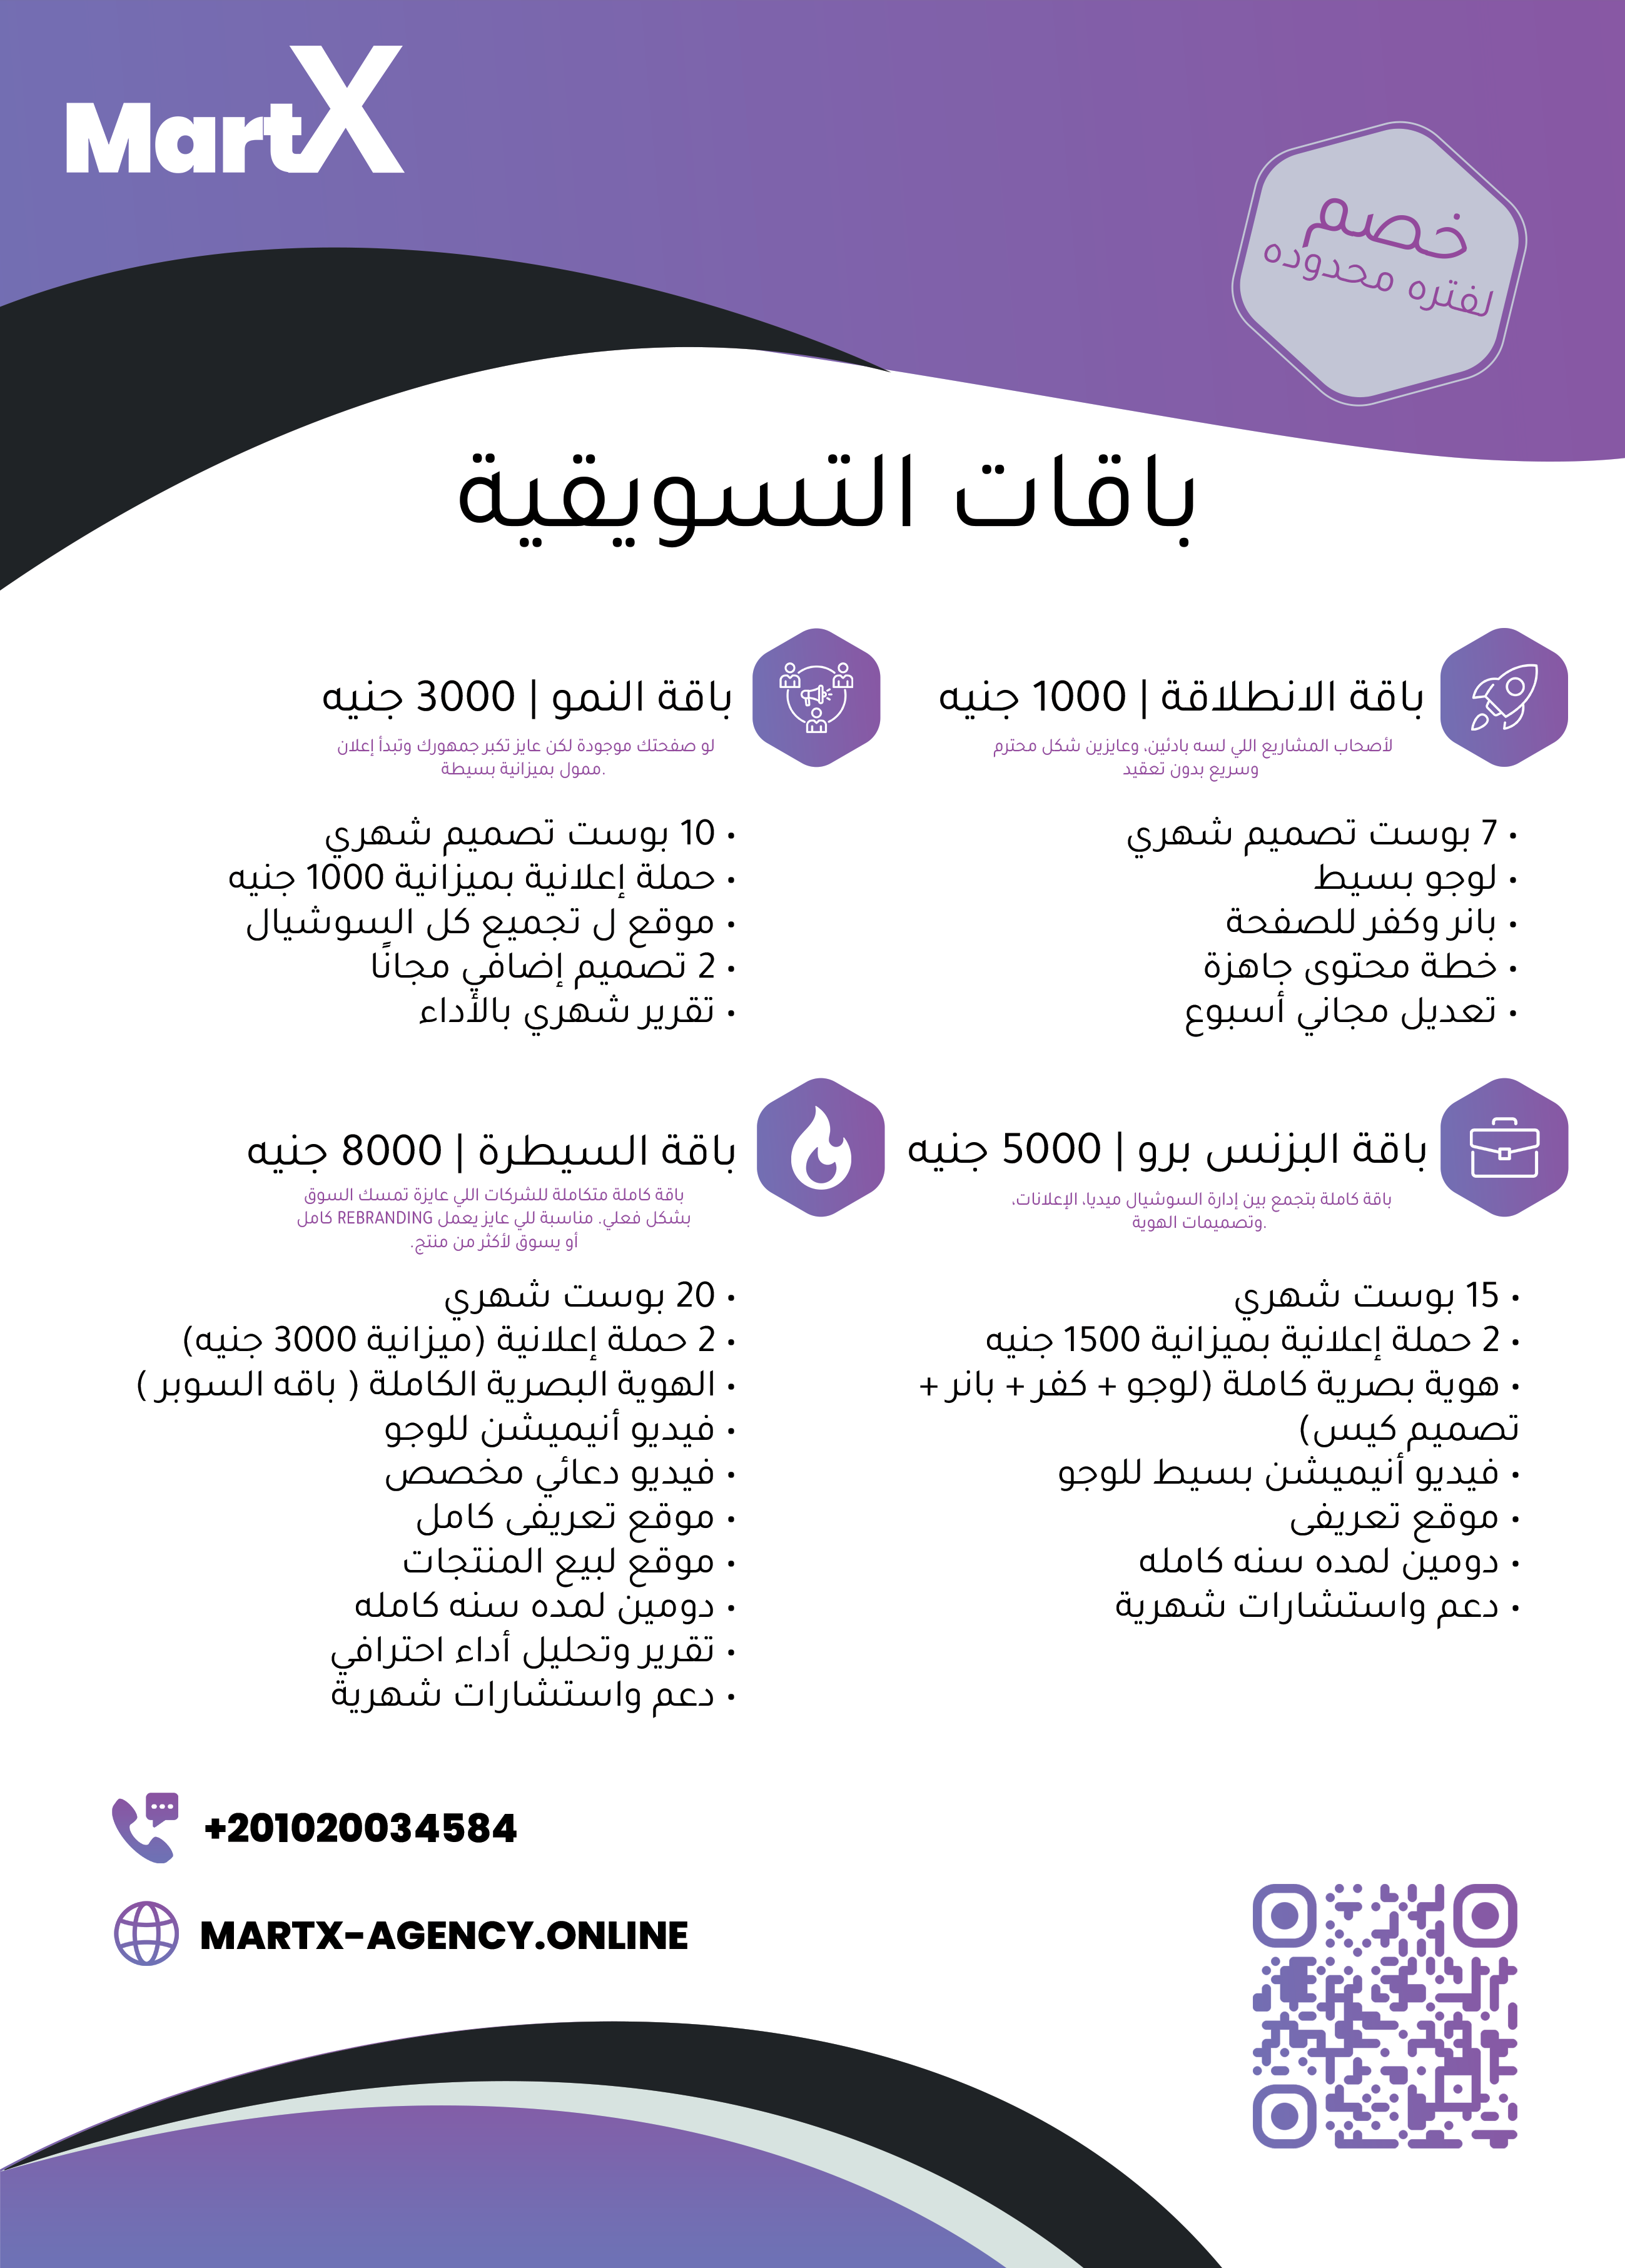 MartX
خصم
لفتره محدوده
باقات التسويقية
باقة الانطلاقة | 1000 جنيه
لأصحاب المشاريع اللي لسه بادئين، وعايزين شكل محترم
وسريع بدون تعقيد
• 7 بوست تصميم شهري
• لوجو بسيط
• بانر وكفر للصفحة
• خطة محتوى جاهزة
• تعديل مجاني أسبوع
باقة النمو | 3000 جنيه
لو صفحتك موجودة لكن عايز تكبر جمهورك وتبدأ إعلان
.ممول بميزانية بسيطة
• 10 بوست تصميم شهري
• حملة إعلانية بميزانية 1000 جنيه
• موقع ل تجميع كل السوشيال
• 2 تصميم إضافي مجانًا
• تقرير شهري بالأداء
باقة البزنس برو | 5000 جنيه
باقة كاملة بتجمع بين إدارة السوشيال ميديا، الإعلانات،
.وتصميمات الهوية
• 15 بوست شهري
• 2 حملة إعلانية بميزانية 1500 جنيه
• هوية بصرية كاملة (لوجو + كفر + بانر +
تصميم كيس)
• فيديو أنيميشن بسيط للوجو
• موقع تعريفى
• دومين لمده سنه كامله
• دعم واستشارات شهرية
باقة السيطرة | 8000 جنيه
باقة كاملة متكاملة للشركات اللي عايزة تمسك السوق
بشكل فعلي. مناسبة للي عايز يعمل REBRANDING كامل
أو يسوق لأكثر من منتج.
• 20 بوست شهري
• 2 حملة إعلانية (ميزانية 3000 جنيه)
• الهوية البصرية الكاملة ( باقه السوبر )
• فيديو أنيميشن للوجو
• فيديو دعائي مخصص
• موقع تعريفى كامل
• موقع لبيع المنتجات
• دومين لمده سنه كامله
• تقرير وتحليل أداء احترافي
• دعم واستشارات شهرية
+201020034584
MARTX-AGENCY.ONLINE